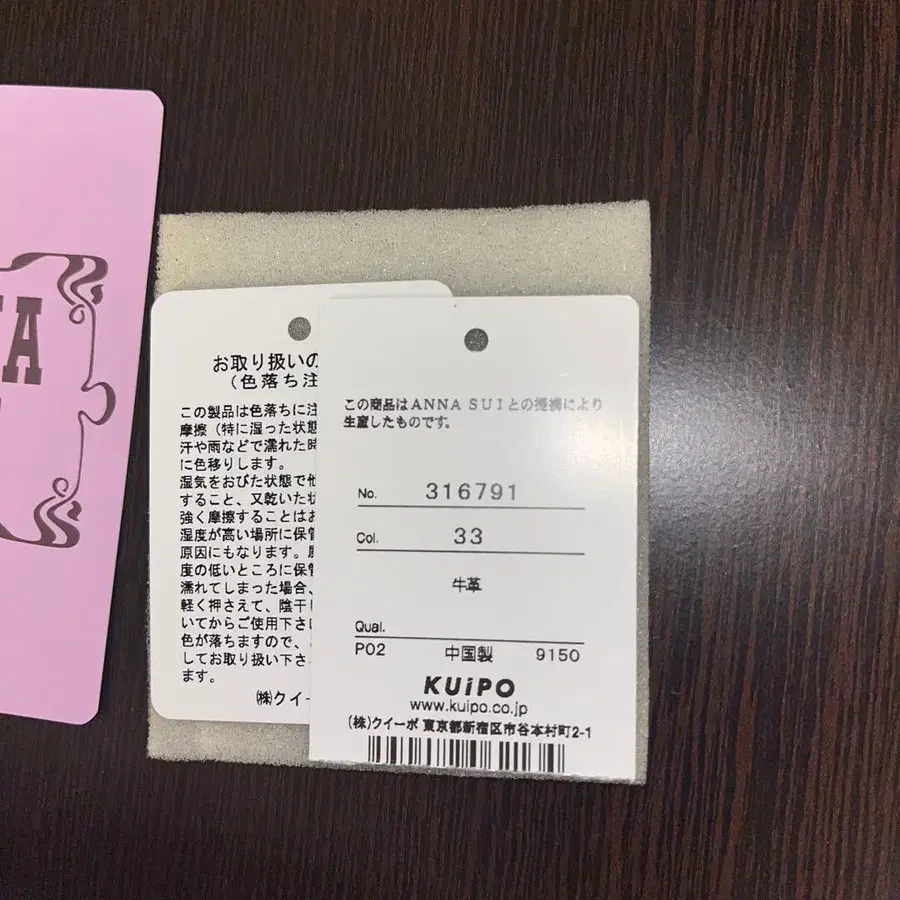 お取り扱いの
（色落ち注
この製品は色落ちに注
摩擦（特に湿った状態
汗や雨などで濡れた時
に色移りします。
湿気をおびた状態で他
すること、又乾いた状
強く摩擦することはお
湿度が高い場所に保管
原因にもなります。
度の低いところに保管
濡れてしまった場合、
軽く押さえて、陰干し
いてからご使用下さい
色が落ちますので、
してお取り扱い下さ
ます。
㈱クイー
この商品はANNA SUIとの提携により
生産したものです。
No. 316791
Col. 33
牛革
Qual.
P02 中国製 9150
KUiPO
www.kuipo.co.jp
(株)クイーポ 東京都新宿区市谷本村町2-1